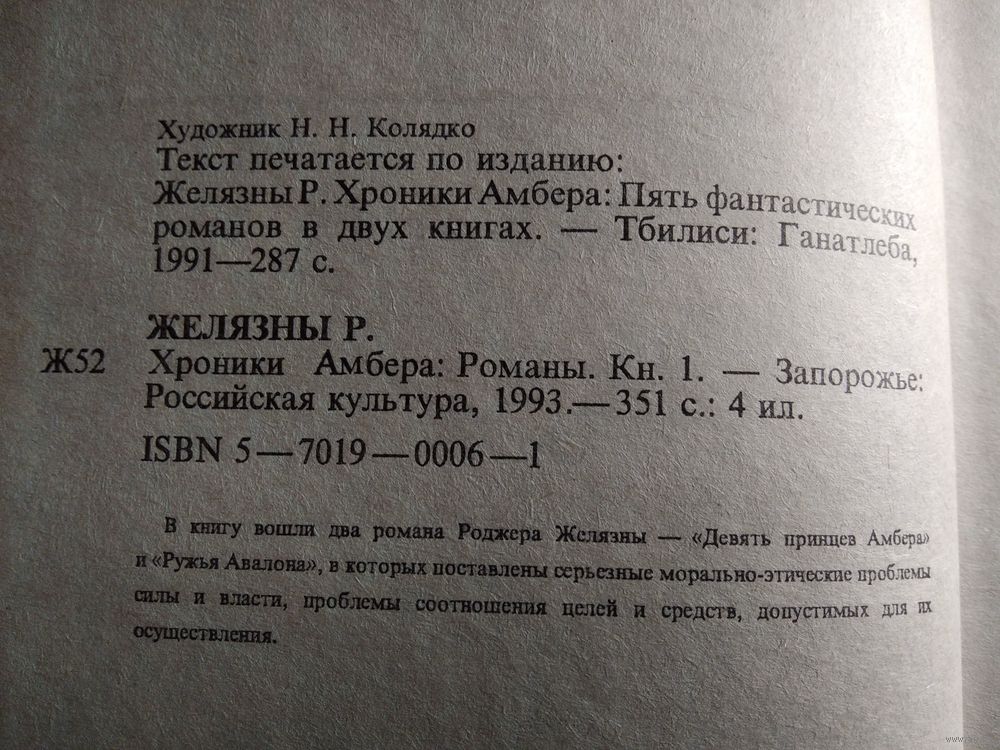 Художник Н. Н. Колядко
Текст печатается по изданию:
Желязны Р. Хроники Амбера: Пять фантастических
романов в двух книгах. — Тбилиси: Ганатлеба,
1991—287 с.
ЖЕЛЯЗНЫ Р.
Ж52 Хроники Амбера: Романы. Кн. 1. — Запорожье:
Российская культура, 1993.—351 с.: 4 ил.
ISBN 5—7019—0006—1
В книгу вошли два романа Роджера Желязны — «Девять принцев Амбера»
и «Ружья Авалона», в которых поставлены серьезные морально-этические проблемы
силы и власти, проблемы соотношения целей и средств, допустимых для их
осуществления.